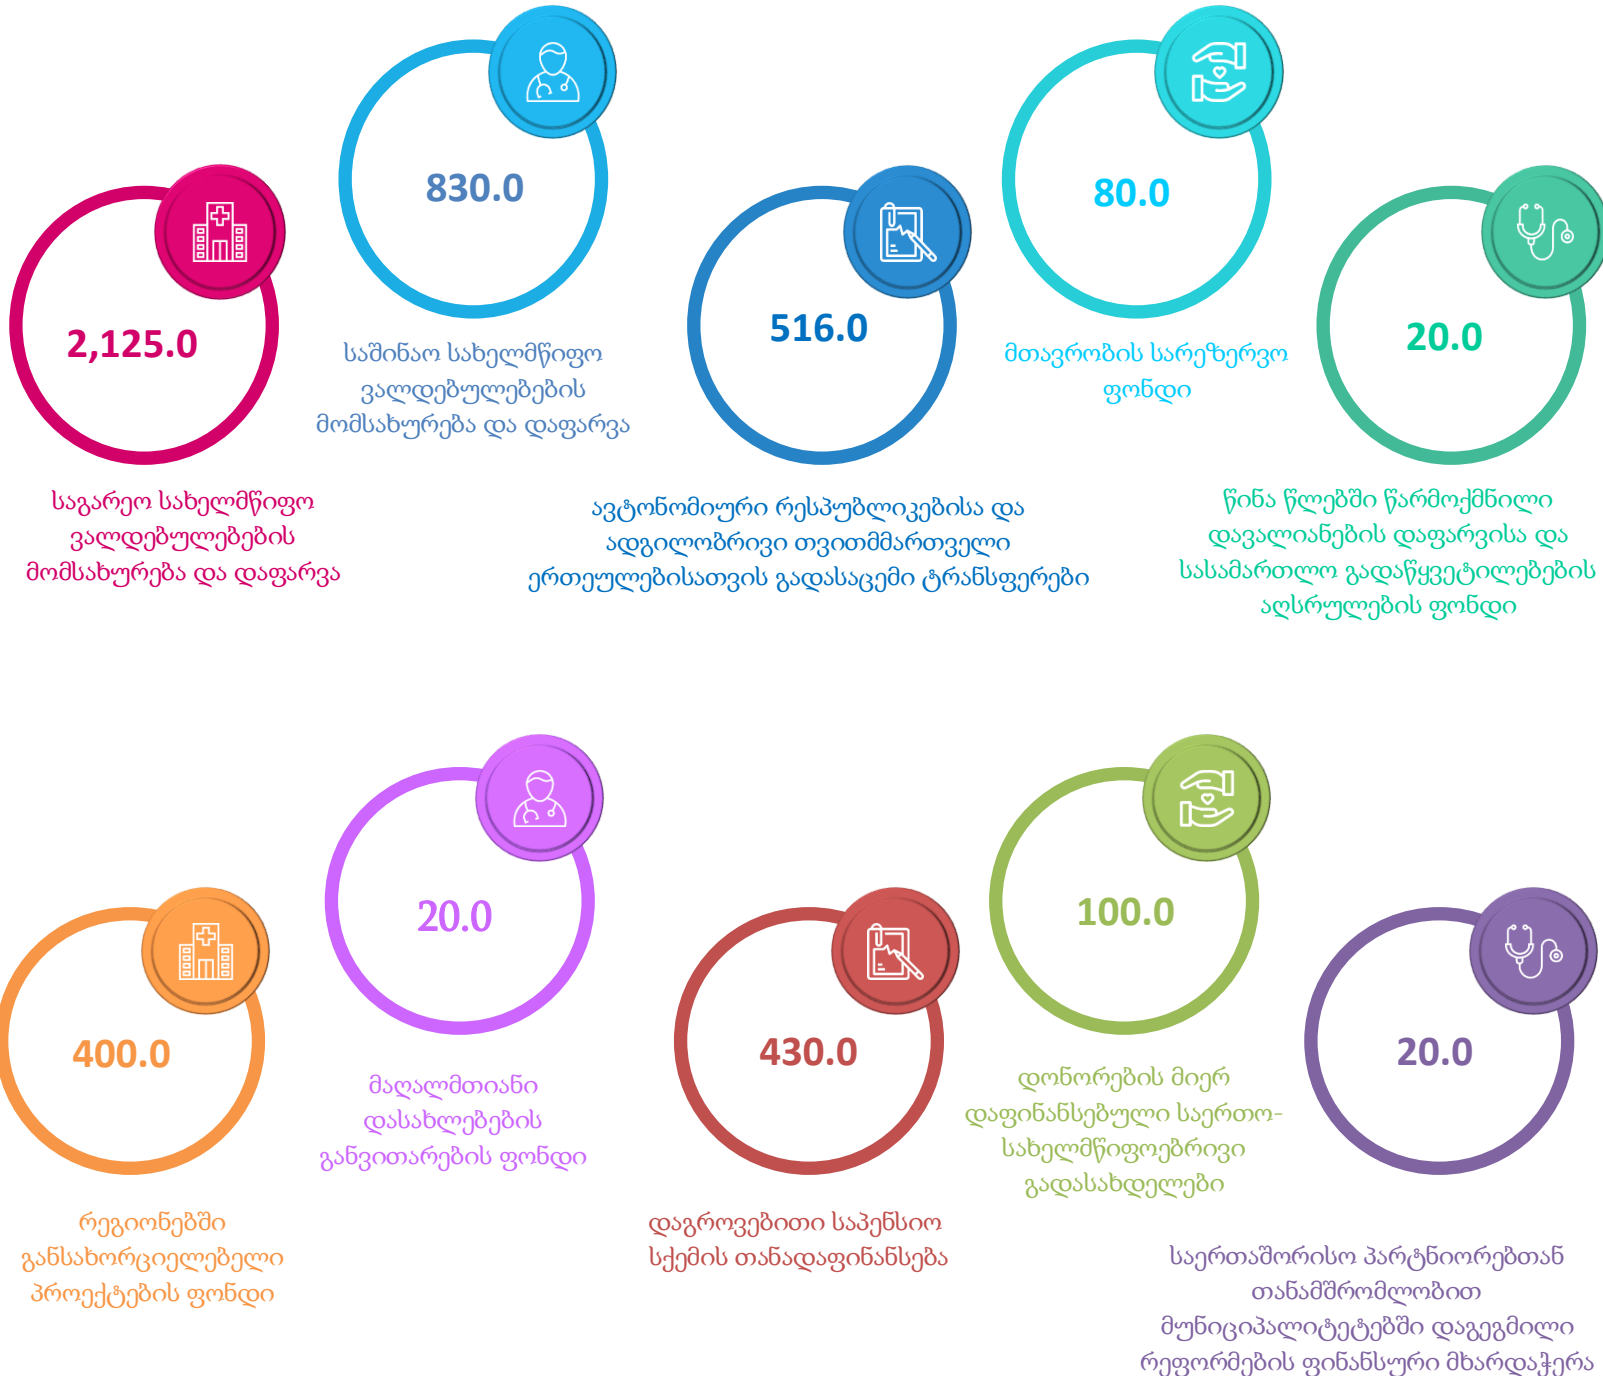 2,125.0
საგარეო სახელმწიფო
ვალდებულებების
მომსახურება და დაფარვა
830.0
საშინაო სახელმწიფო
ვალდებულებების
მომსახურება და დაფარვა
516.0
ავტონომიური რესპუბლიკებისა და
ადგილობრივი თვითმმართველი
ერთეულებისათვის გადასაცემი ტრანსფერები
80.0
მთავრობის სარეზერვო
ფონდი
20.0
წინა წლებში წარმოქმნილი
დავალიანების დაფარვისა და
სასამართლო გადაწყვეტილებების
აღსრულების ფონდი
400.0
რეგიონებში
განსახორციელებელი
პროექტების ფონდი
20.0
მაღალმთიანი
დასახლებების
განვითარების ფონდი
430.0
დაგროვებითი საპენსიო
სქემის თანადაფინანსება
100.0
დონორების მიერ
დაფინანსებული საერთო-
სახელმწიფოებრივი
გადასახდელები
20.0
საერთაშორისო პარტნიორებთან
თანამშრომლობით
მუნიციპალიტეტებში დაგეგმილი
რეფორმების ფინანსური მხარდაჭერა